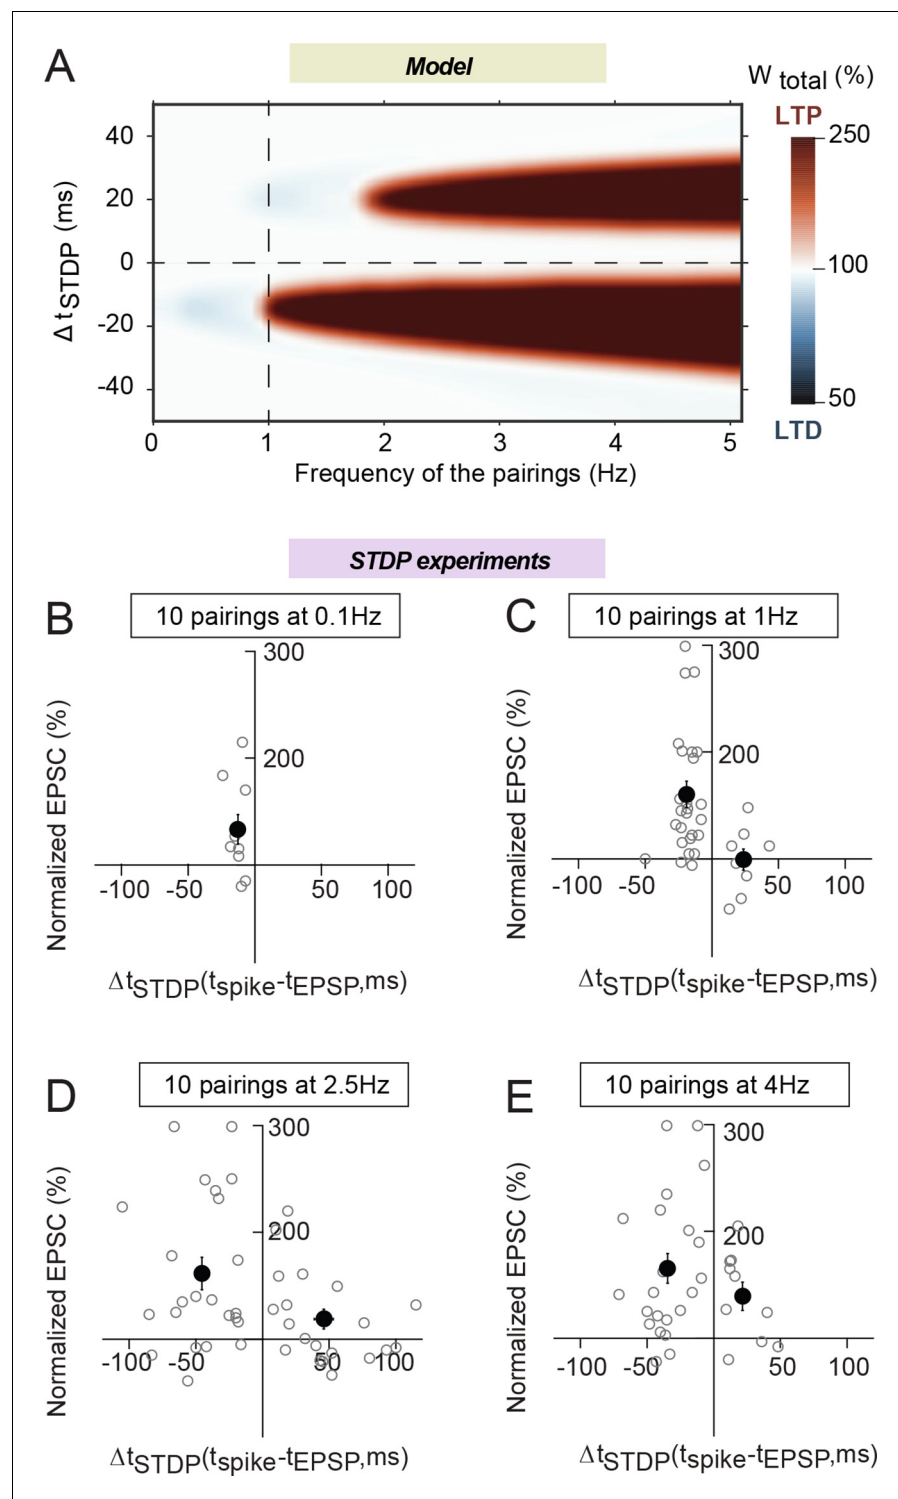 A
Model
W total (%)
LTP
250
100
50
LTD
40
20
0
-20
-40
Δ tSTDP (ms)
0 1 2 3 4 5
Frequency of the pairings (Hz)
STDP experiments
B
10 pairings at 0.1Hz
300
200
-100 -50 50 100
Normalized EPSC (%)
ΔtSTDP(tspike-tEPSP,ms)
C
10 pairings at 1Hz
300
200
-100 -50 50 100
Normalized EPSC (%)
ΔtSTDP(tspike-tEPSP,ms)
D
10 pairings at 2.5Hz
300
200
-100 -50 50 100
Normalized EPSC (%)
ΔtSTDP(tspike-tEPSP,ms)
E
10 pairings at 4Hz
300
200
-100 -50 50 100
Normalized EPSC (%)
ΔtSTDP(tspike-tEPSP,ms)